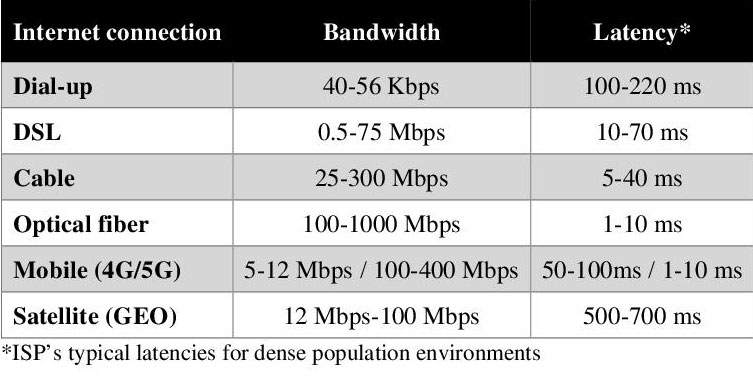 Internet connection Bandwidth Latency*
Dial-up 40-56 Kbps 100-220 ms
DSL 0.5-75 Mbps 10-70 ms
Cable 25-300 Mbps 5-40 ms
Optical fiber 100-1000 Mbps 1-10 ms
Mobile (4G/5G) 5-12 Mbps / 100-400 Mbps 50-100ms / 1-10 ms
Satellite (GEO) 12 Mbps-100 Mbps 500-700 ms
*ISP's typical latencies for dense population environments